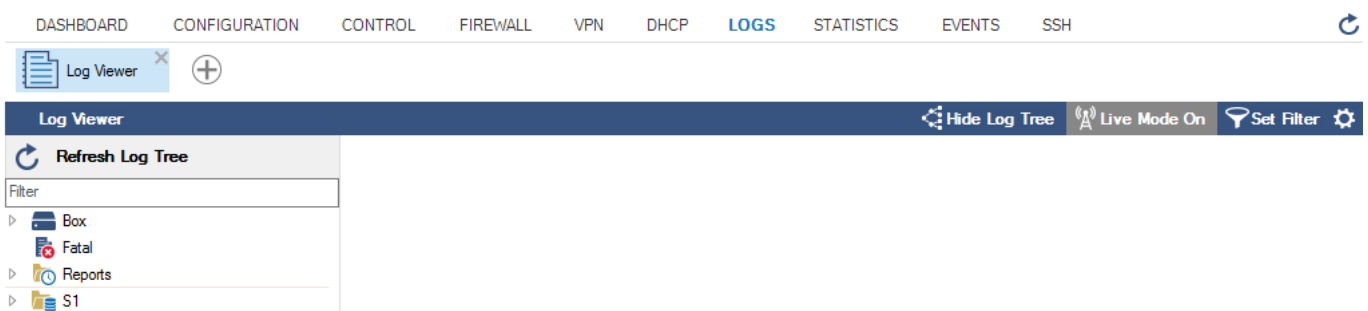 DASHBOARD CONFIGURATION CONTROL FIREWALL VPN DHCP LOGS STATISTICS EVENTS SSH
Log Viewer
Log Viewer Hide Log Tree Live Mode On Set Filter
Refresh Log Tree
Filter
Box
Fatal
Reports
S1